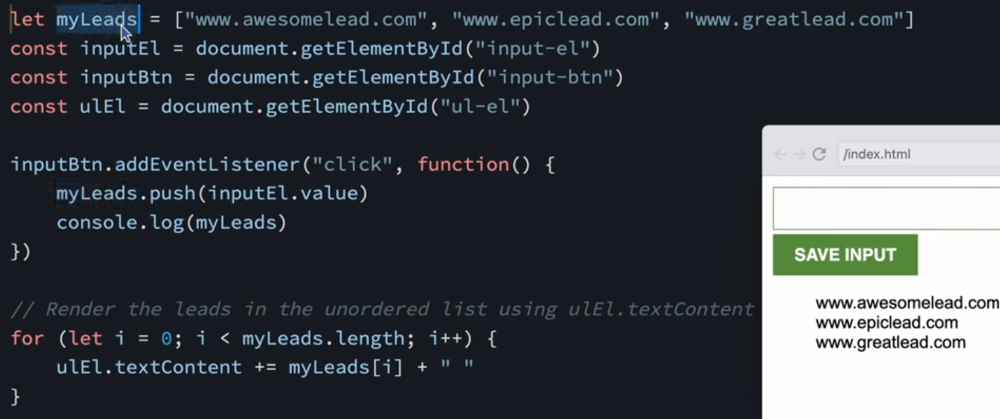 let myLeads = ["www.awesomelead.com", "www.epiclead.com", "www.greatlead.com"]
const inputEl = document.getElementById("input-el")
const inputBtn = document.getElementById("input-btn")
const ulEl = document.getElementById("ul-el")
inputBtn.addEventListener("click", function() {
    myLeads.push(inputEl.value)
    console.log(myLeads)
})
// Render the leads in the unordered list using ulEl.textContent
for (let i = 0; i < myLeads.length; i++) {
    ulEl.textContent += myLeads[i] + " "
}
/index.html
SAVE INPUT
www.awesomelead.com
www.epiclead.com
www.greatlead.com